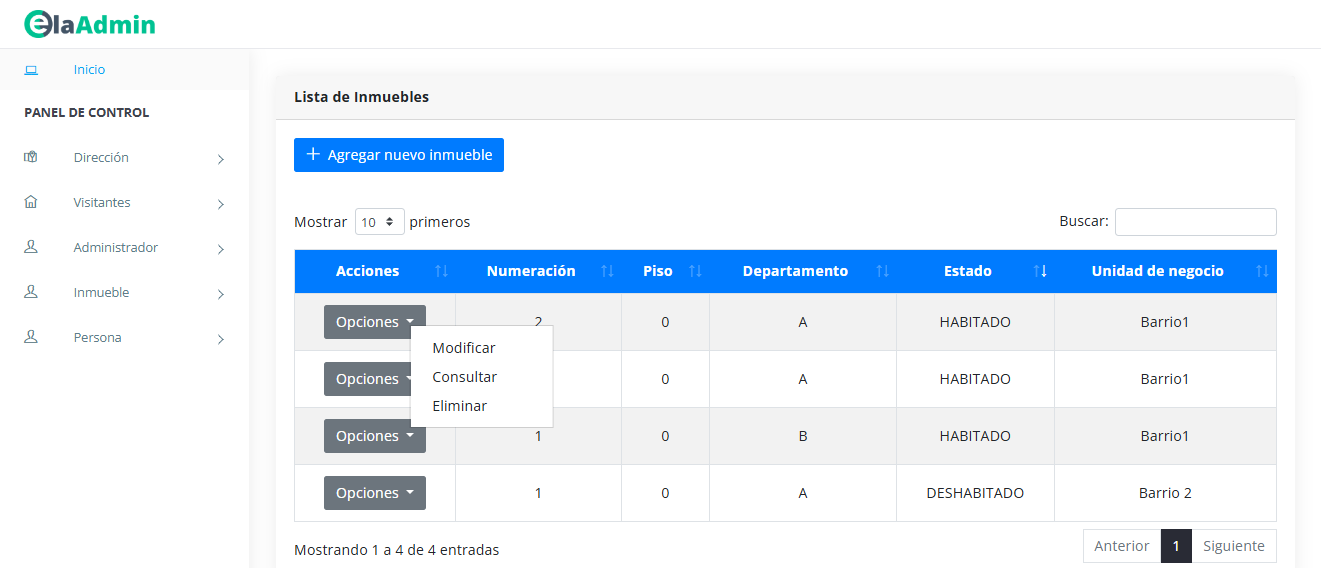 elaAdmin
Inicio
PANEL DE CONTROL
Dirección
Visitantes
Administrador
Inmueble
Persona
Lista de Inmuebles
+ Agregar nuevo inmueble
Mostrar 10 primeros Buscar:
Acciones Numeración Piso Departamento Estado Unidad de negocio
Opciones 2 0 A HABITADO Barrio1
Modificar
Consultar
Eliminar
Opciones 0 A HABITADO Barrio1
Opciones 1 0 B HABITADO Barrio1
Opciones 1 0 A DESHABITADO Barrio 2
Mostrando 1 a 4 de 4 entradas Anterior 1 Siguiente